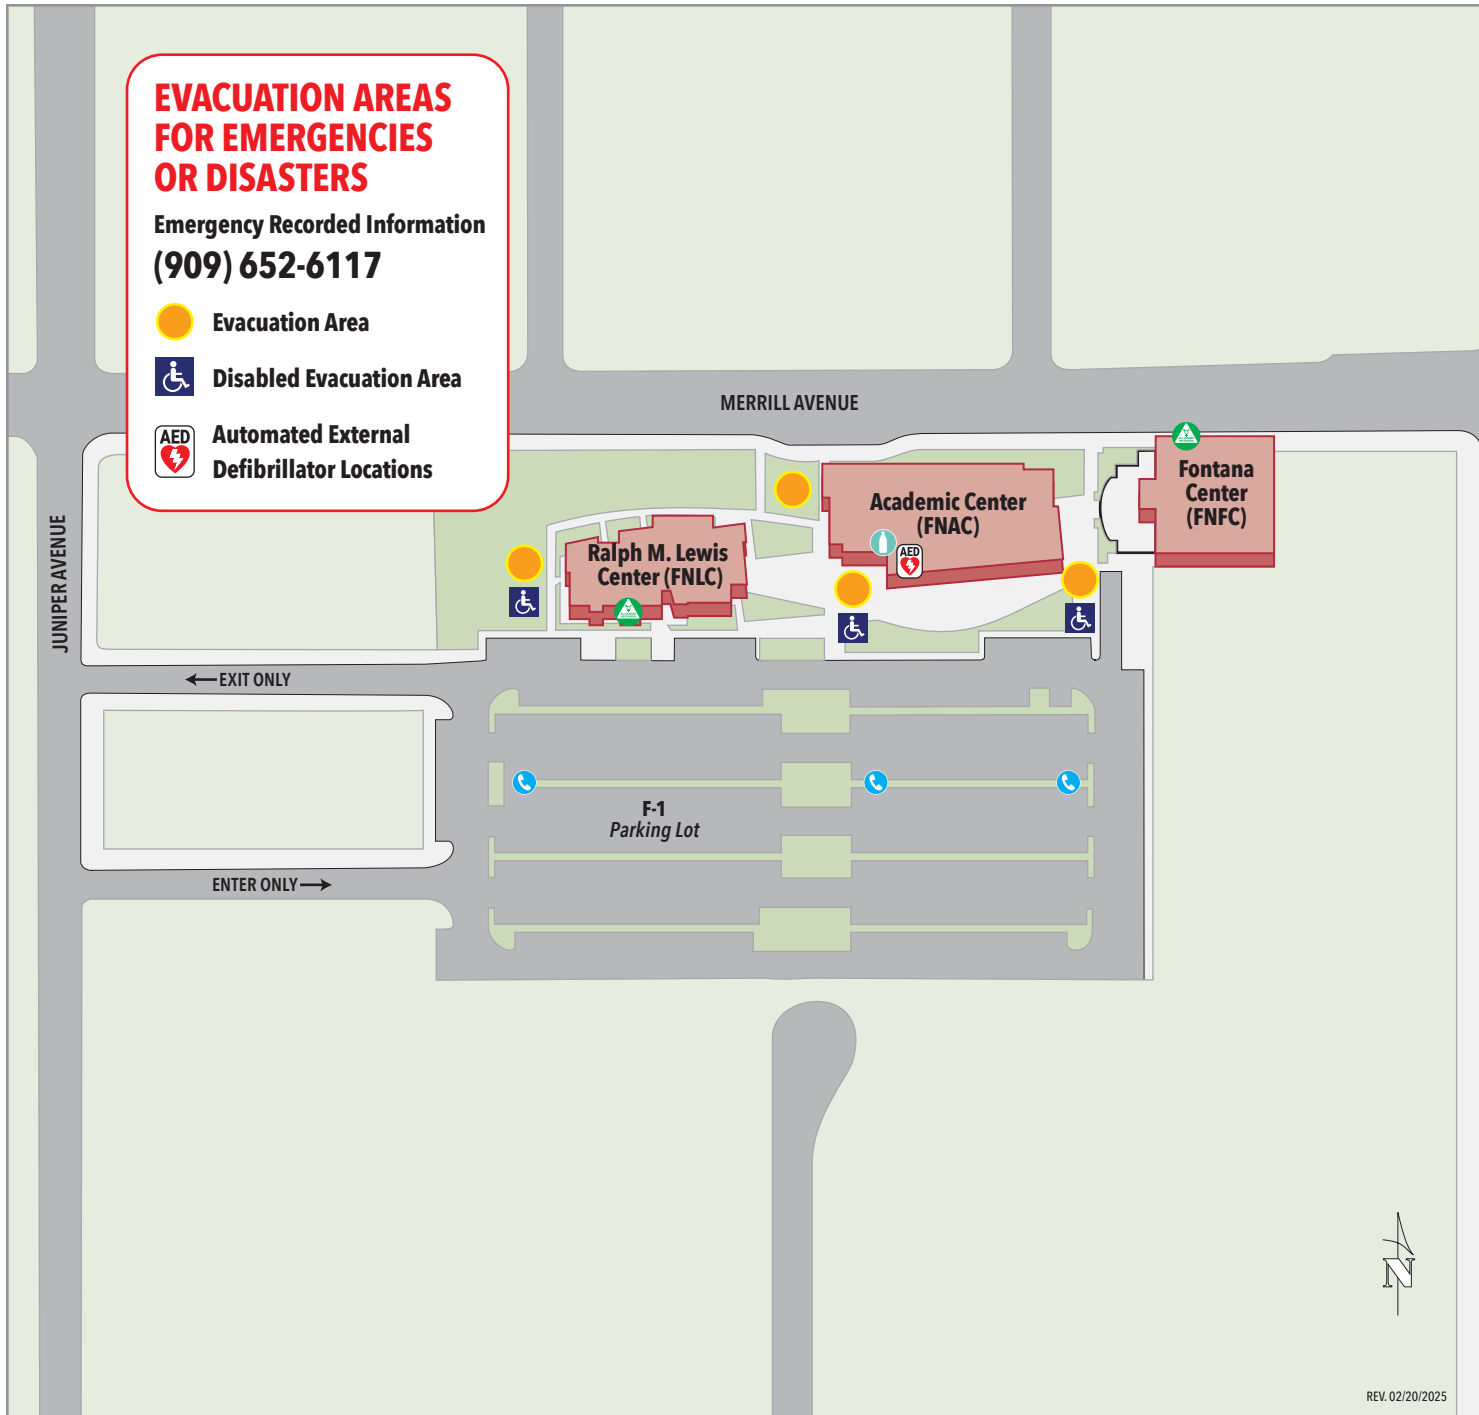 EVACUATION AREAS
FOR EMERGENCIES
OR DISASTERS
Emergency Recorded Information
(909) 652-6117
Evacuation Area
Disabled Evacuation Area
AED
Automated External
Defibrillator Locations
MERRILL AVENUE
JUNIPER AVENUE
Fontana
Center
(FNFC)
Academic Center
(FNAC)
AED
Ralph M. Lewis
Center (FNLC)
EXIT ONLY
F-1
Parking Lot
ENTER ONLY
N
REV. 02/20/2025